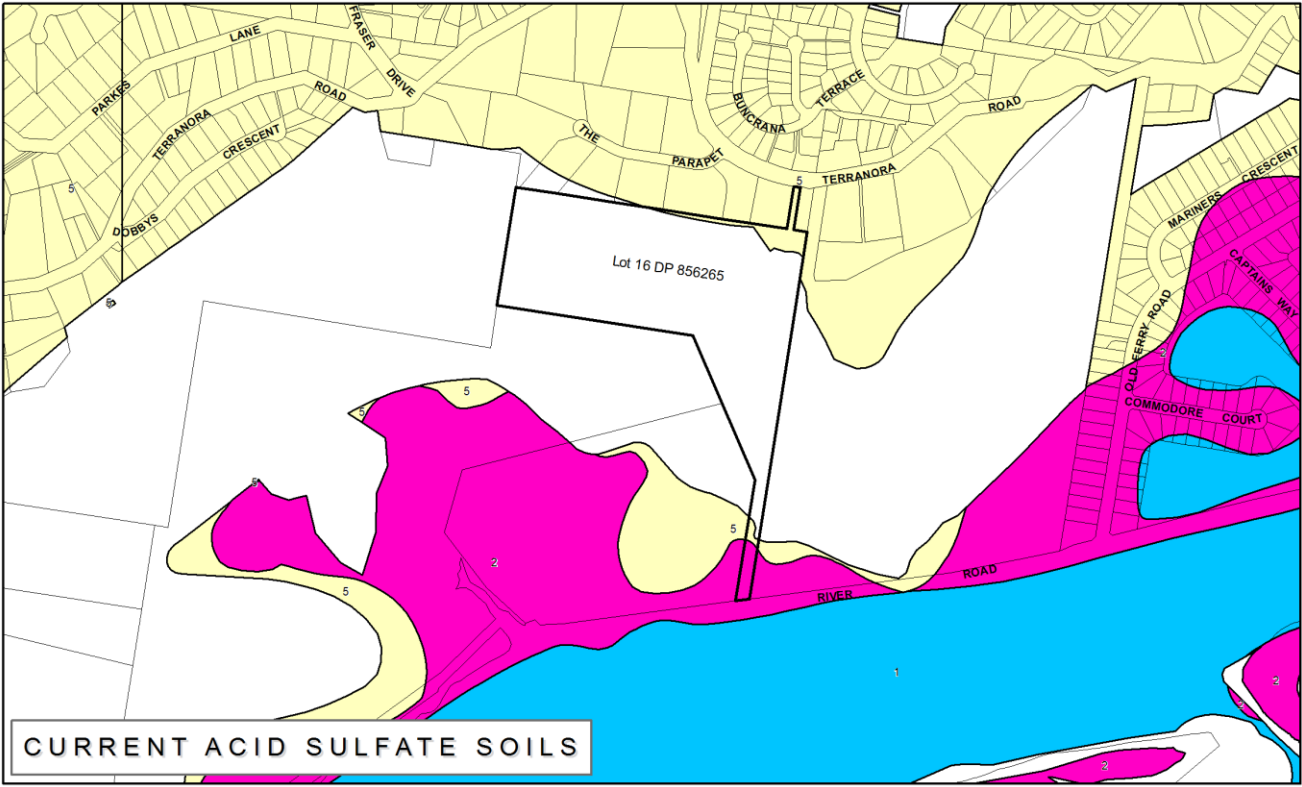 LANE
FRASER
DRIVE
PARKES
ROAD
TERRANORA
CRESCENT
DOBBYS
5
THE
PARAPET
BUNCRANA
TERRACE
ROAD
TERRANORA
5
MARINERS
CRESCENT
CAPTAINS WAY
Lot 16 DP 856265
OLD FERRY ROAD
COMMODORE COURT
5
5
5
5
2
5
RIVER
ROAD
1
2
2
2
CURRENT ACID SULFATE SOILS